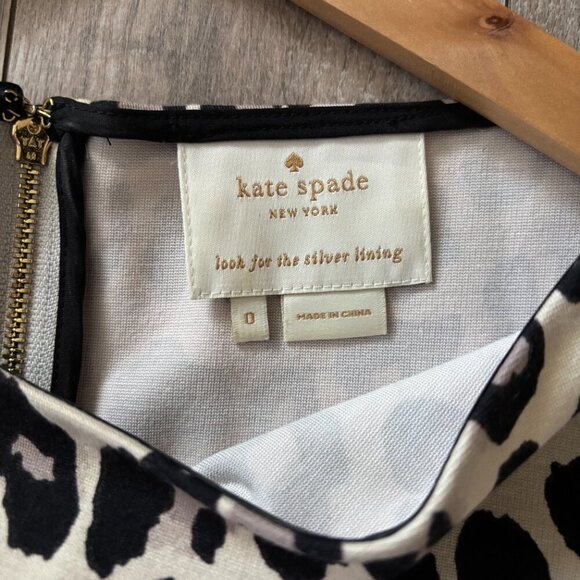 kate spade
NEW YORK
look for the silver lining
0
MADE IN CHINA